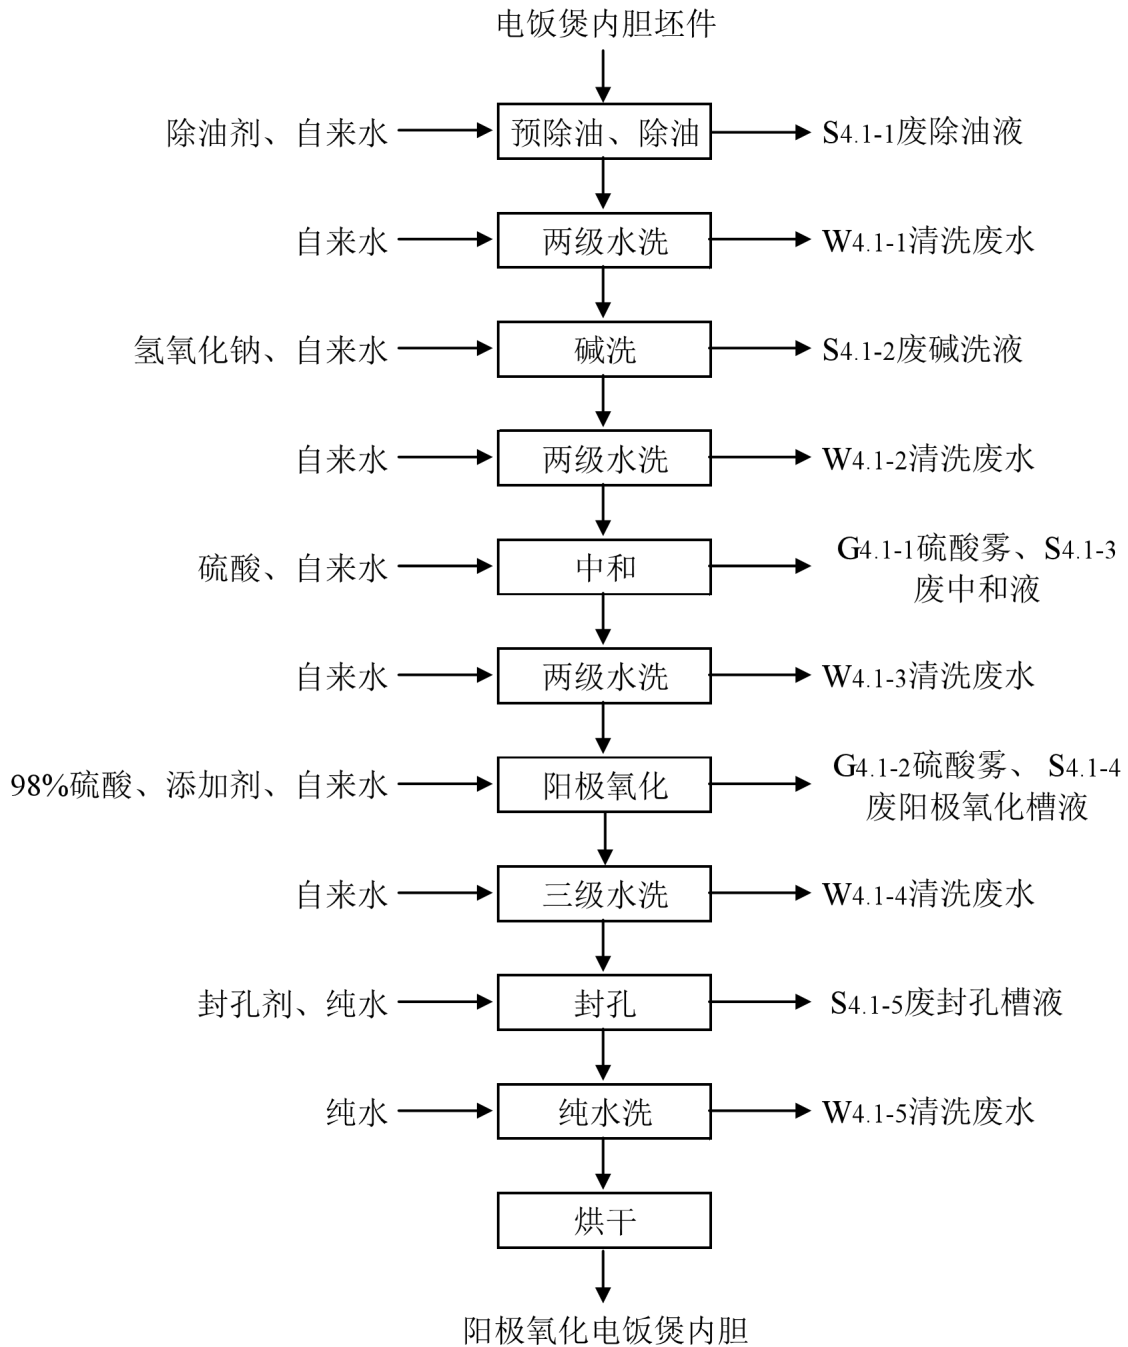 电饭煲内胆坯件
除油剂、自来水
预除油、除油
S4.1-1废除油液
自来水
两级水洗
W4.1-1清洗废水
氢氧化钠、自来水
碱洗
S4.1-2废碱洗液
自来水
两级水洗
W4.1-2清洗废水
硫酸、自来水
中和
G4.1-1硫酸雾、S4.1-3
废中和液
自来水
两级水洗
W4.1-3清洗废水
98%硫酸、添加剂、自来水
阳极氧化
G4.1-2硫酸雾、 S4.1-4
废阳极氧化槽液
自来水
三级水洗
W4.1-4清洗废水
封孔剂、纯水
封孔
S4.1-5废封孔槽液
纯水
纯水洗
W4.1-5清洗废水
烘干
阳极氧化电饭煲内胆